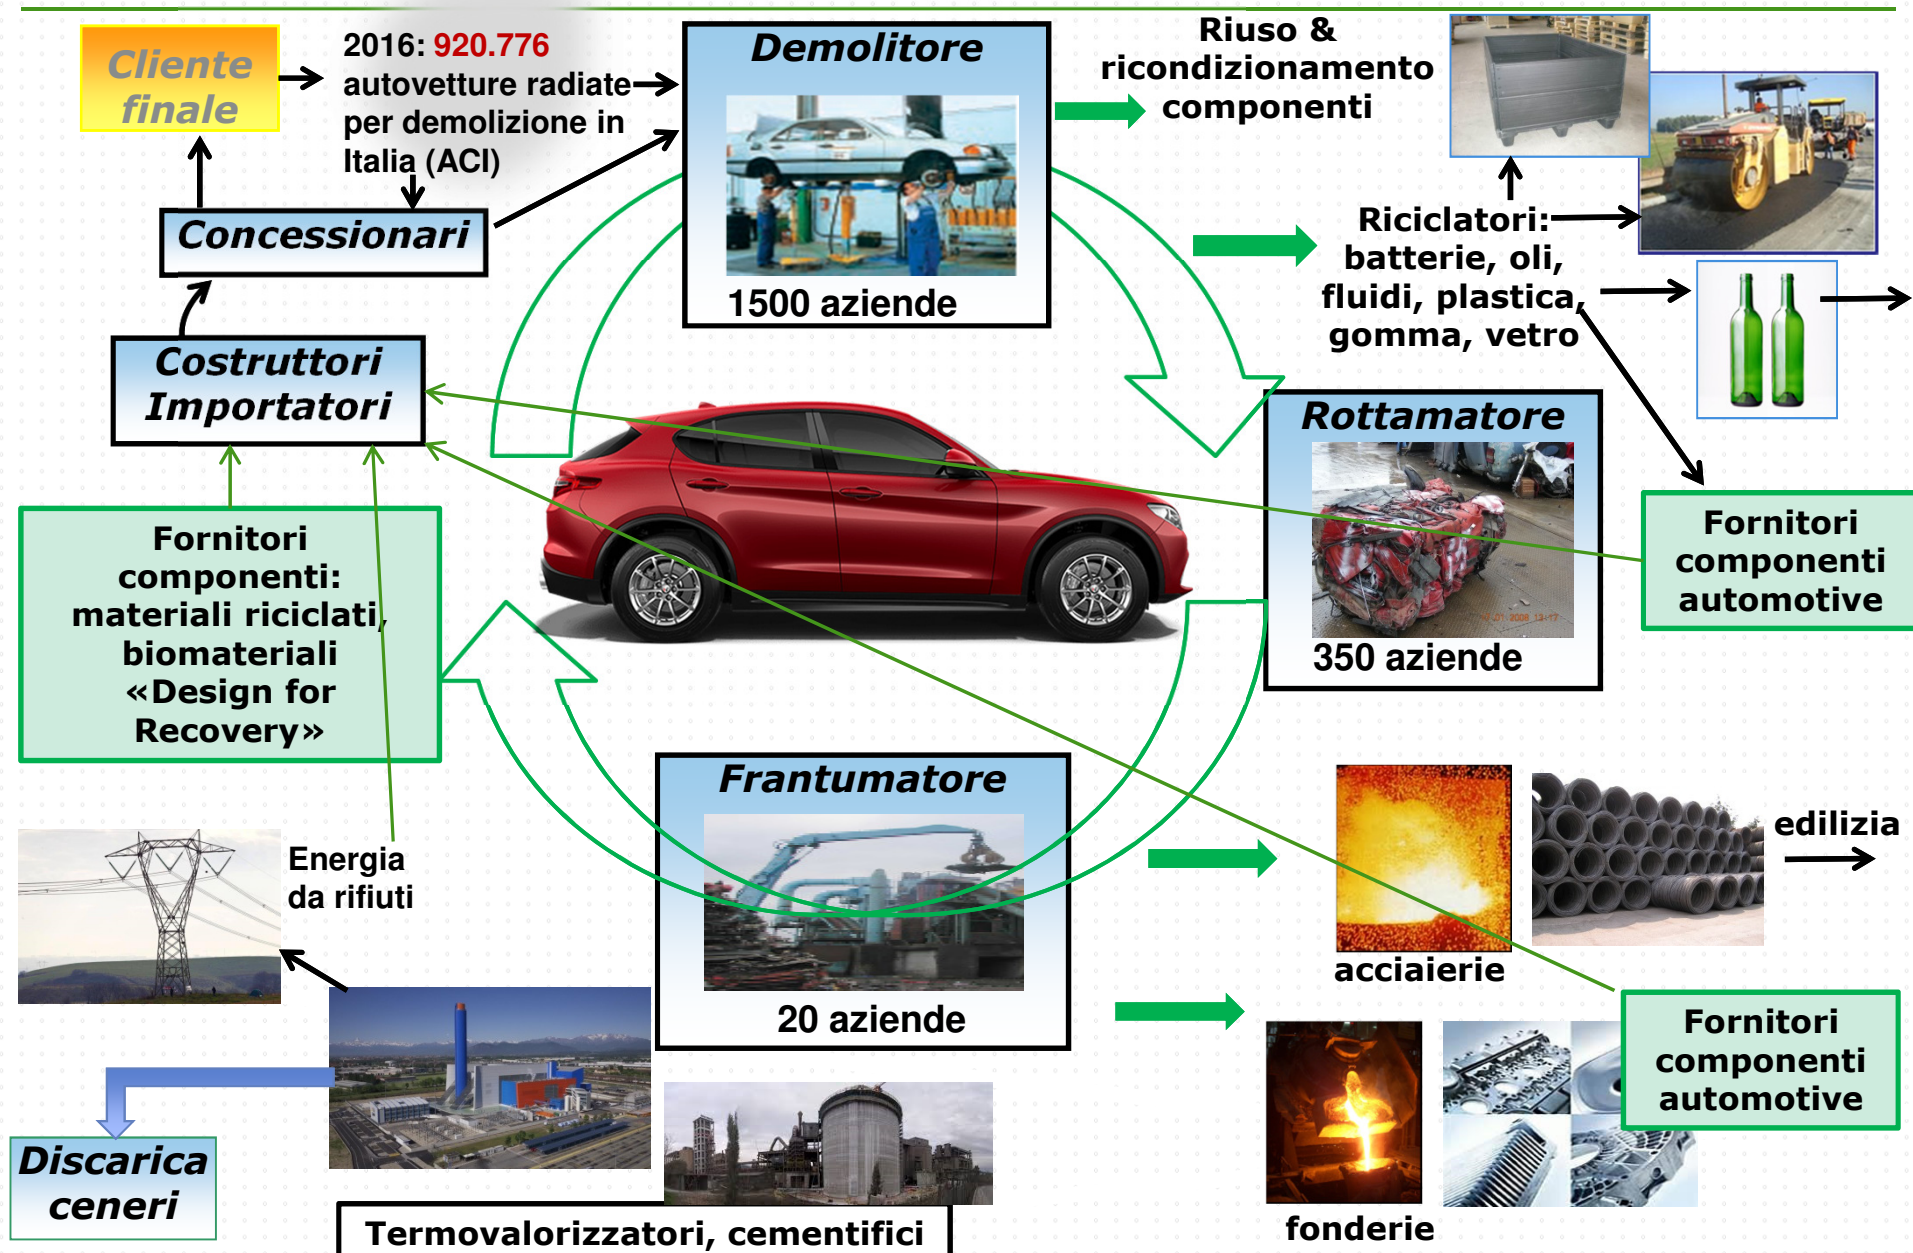 Cliente
finale
2016: 920.776
autovetture radiate
per demolizione in
Italia (ACI)
Demolitore
1500 aziende
Riuso &
ricondizionamento
componenti
Concessionari
Riciclatori:
batterie, oli,
fluidi, plastica,
gomma, vetro
Costruttori
Importatori
Rottamatore
350 aziende
Fornitori
componenti
automotive
Fornitori
componenti:
materiali riciclati,
biomateriali
«Design for
Recovery»
Frantumatore
20 aziende
edilizia
acciaierie
Energia
da rifiuti
Fornitori
componenti
automotive
fonderie
Discarica
ceneri
Termovalorizzatori, cementifici